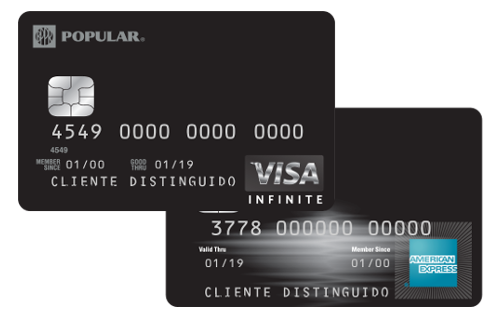 POPULAR®
4549 0000 0000 0000
4549
MEMBER SINCE 01/00 GOOD THRU 01/19
CLIENTE DISTINGUIDO
VISA
INFINITE
3778 000000 00000
Valid Thru Member Since
01/19 01/00
AMERICAN EXPRESS
CLIENTE DISTINGUIDO